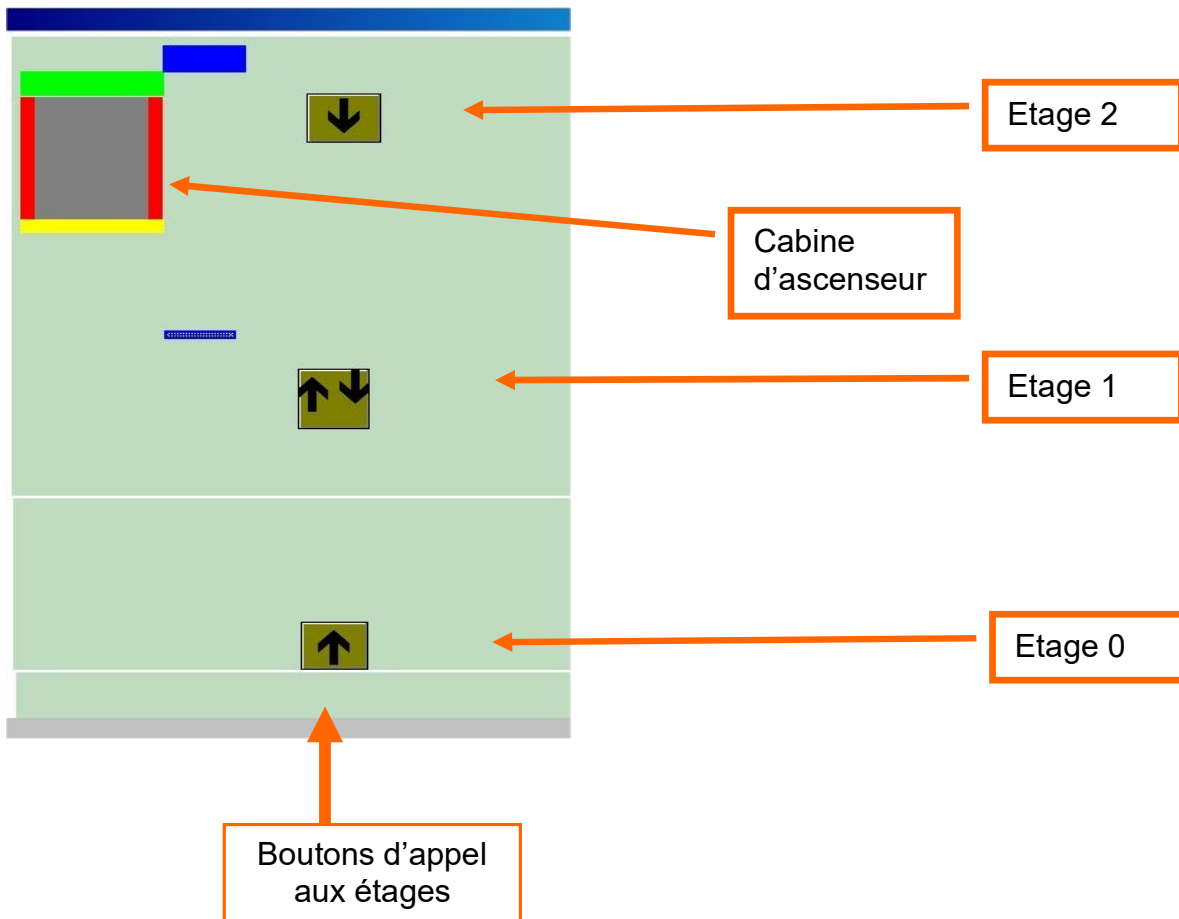 Etage 2
Cabine
d’ascenseur
Etage 1
Etage 0
Boutons d’appel
aux étages